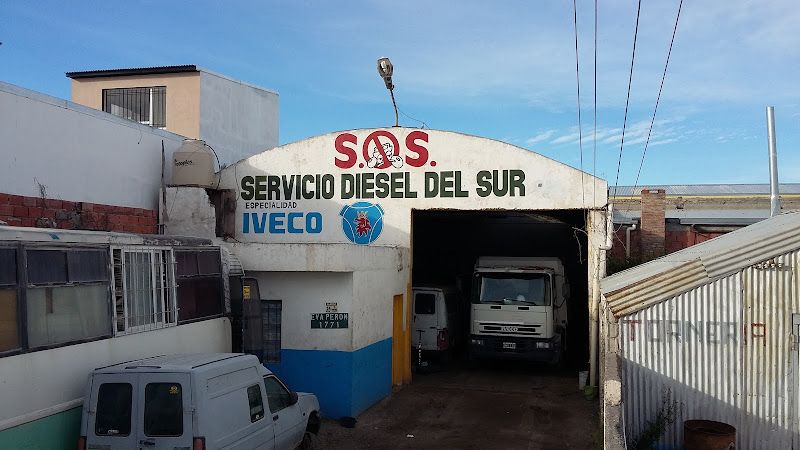 S.O.S.
SERVICIO DIESEL DEL SUR
ESPECIALIDAD
IVECO
EVA PERON
1771
TORNERIA